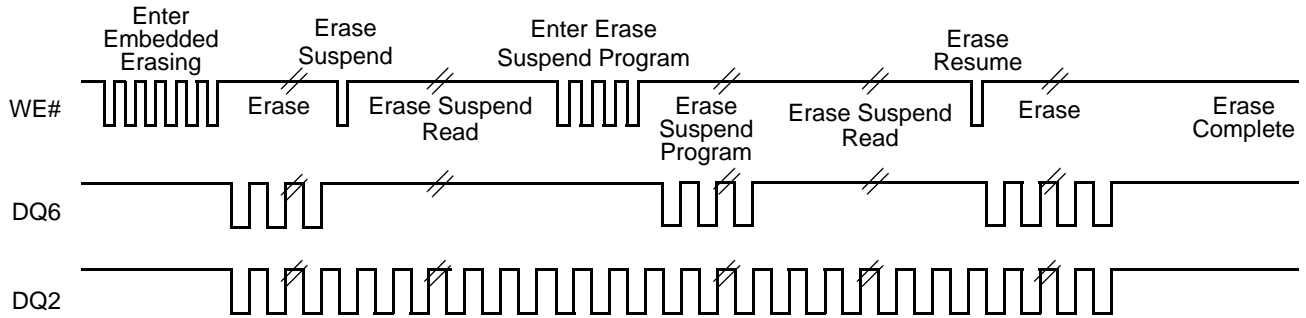 Enter
Embedded
Erasing
Erase
Suspend
Enter Erase
Suspend Program
Erase
Resume
WE#
Erase
Erase Suspend
Read
Erase
Suspend
Program
Erase Suspend
Read
Erase
Erase
Complete
DQ6
DQ2